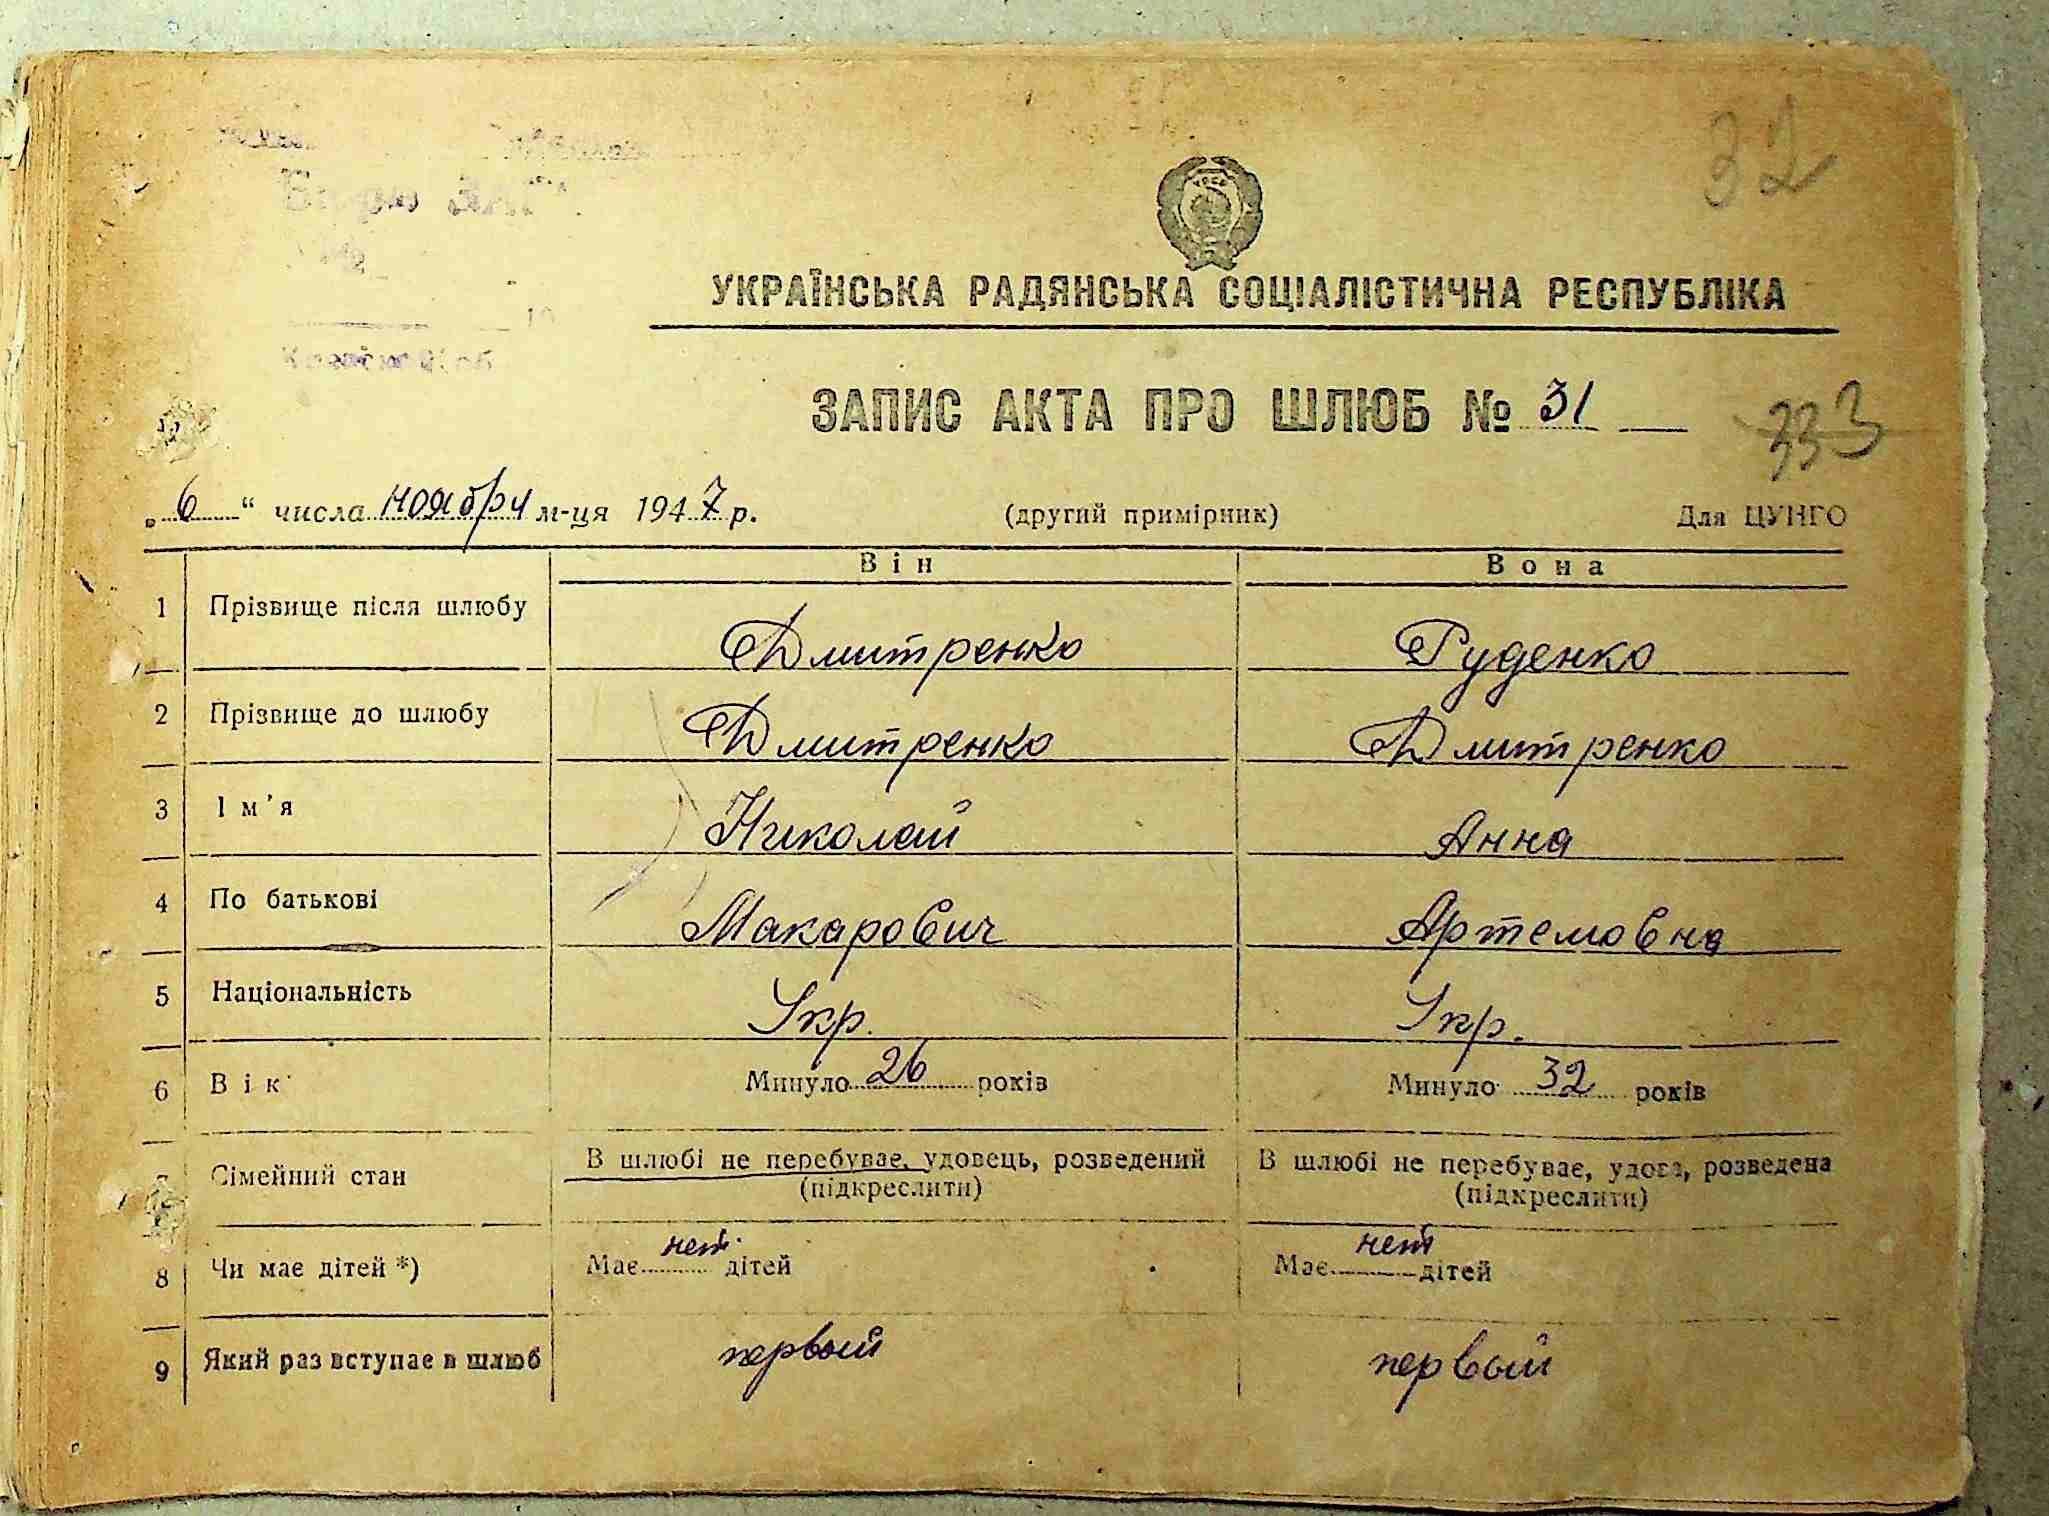 32
УКРАЇНСЬКА РАДЯНСЬКА СОЦІАЛІСТИЧНА РЕСПУБЛІКА
ЗАПИС АКТА ПРО ШЛЮБ № 31
333
„6“ числа ноября м-ця 1947 р. (другий примірник) Для ЦУНГО
Він Вона
1 Прізвище після шлюбу Дмитренко Руденко
2 Прізвище до шлюбу Дмитренко Дмитренко
3 Ім'я Николай Анна
4 По батькові Макарович Артемовна
5 Національність Укр. Укр.
6 Вік Минуло 26 років Минуло 32 років
Сімейний стан В шлюбі не перебуває, удовець, розведений В шлюбі не перебуває, удова, розведена
(підкреслити) (підкреслити)
8 Чи має дітей *) Має нет дітей Має нет дітей
9 Який раз вступає в шлюб первый первый